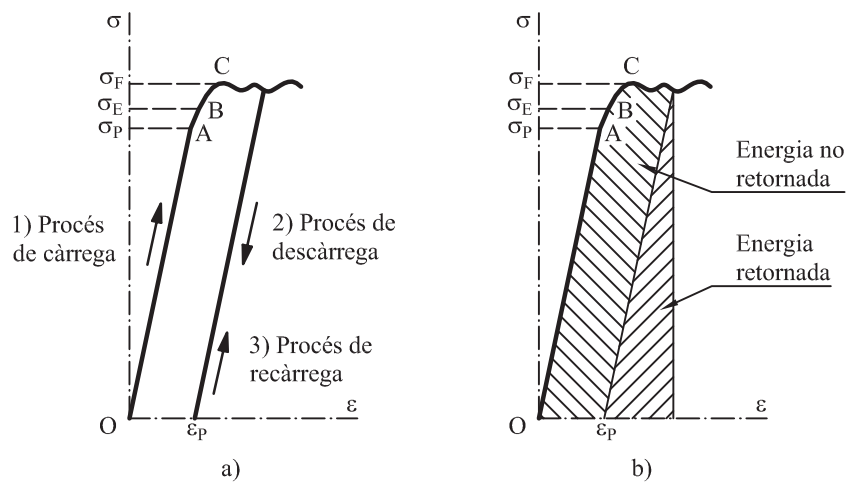 σ
σF
C
σE
B
σP
A
1) Procés
de càrrega
2) Procés de
descàrrega
3) Procés de
recàrrega
O
εP
ε
a)
σ
σF
C
σE
B
σP
A
Energia no
retornada
Energia
retornada
O
εP
ε
b)